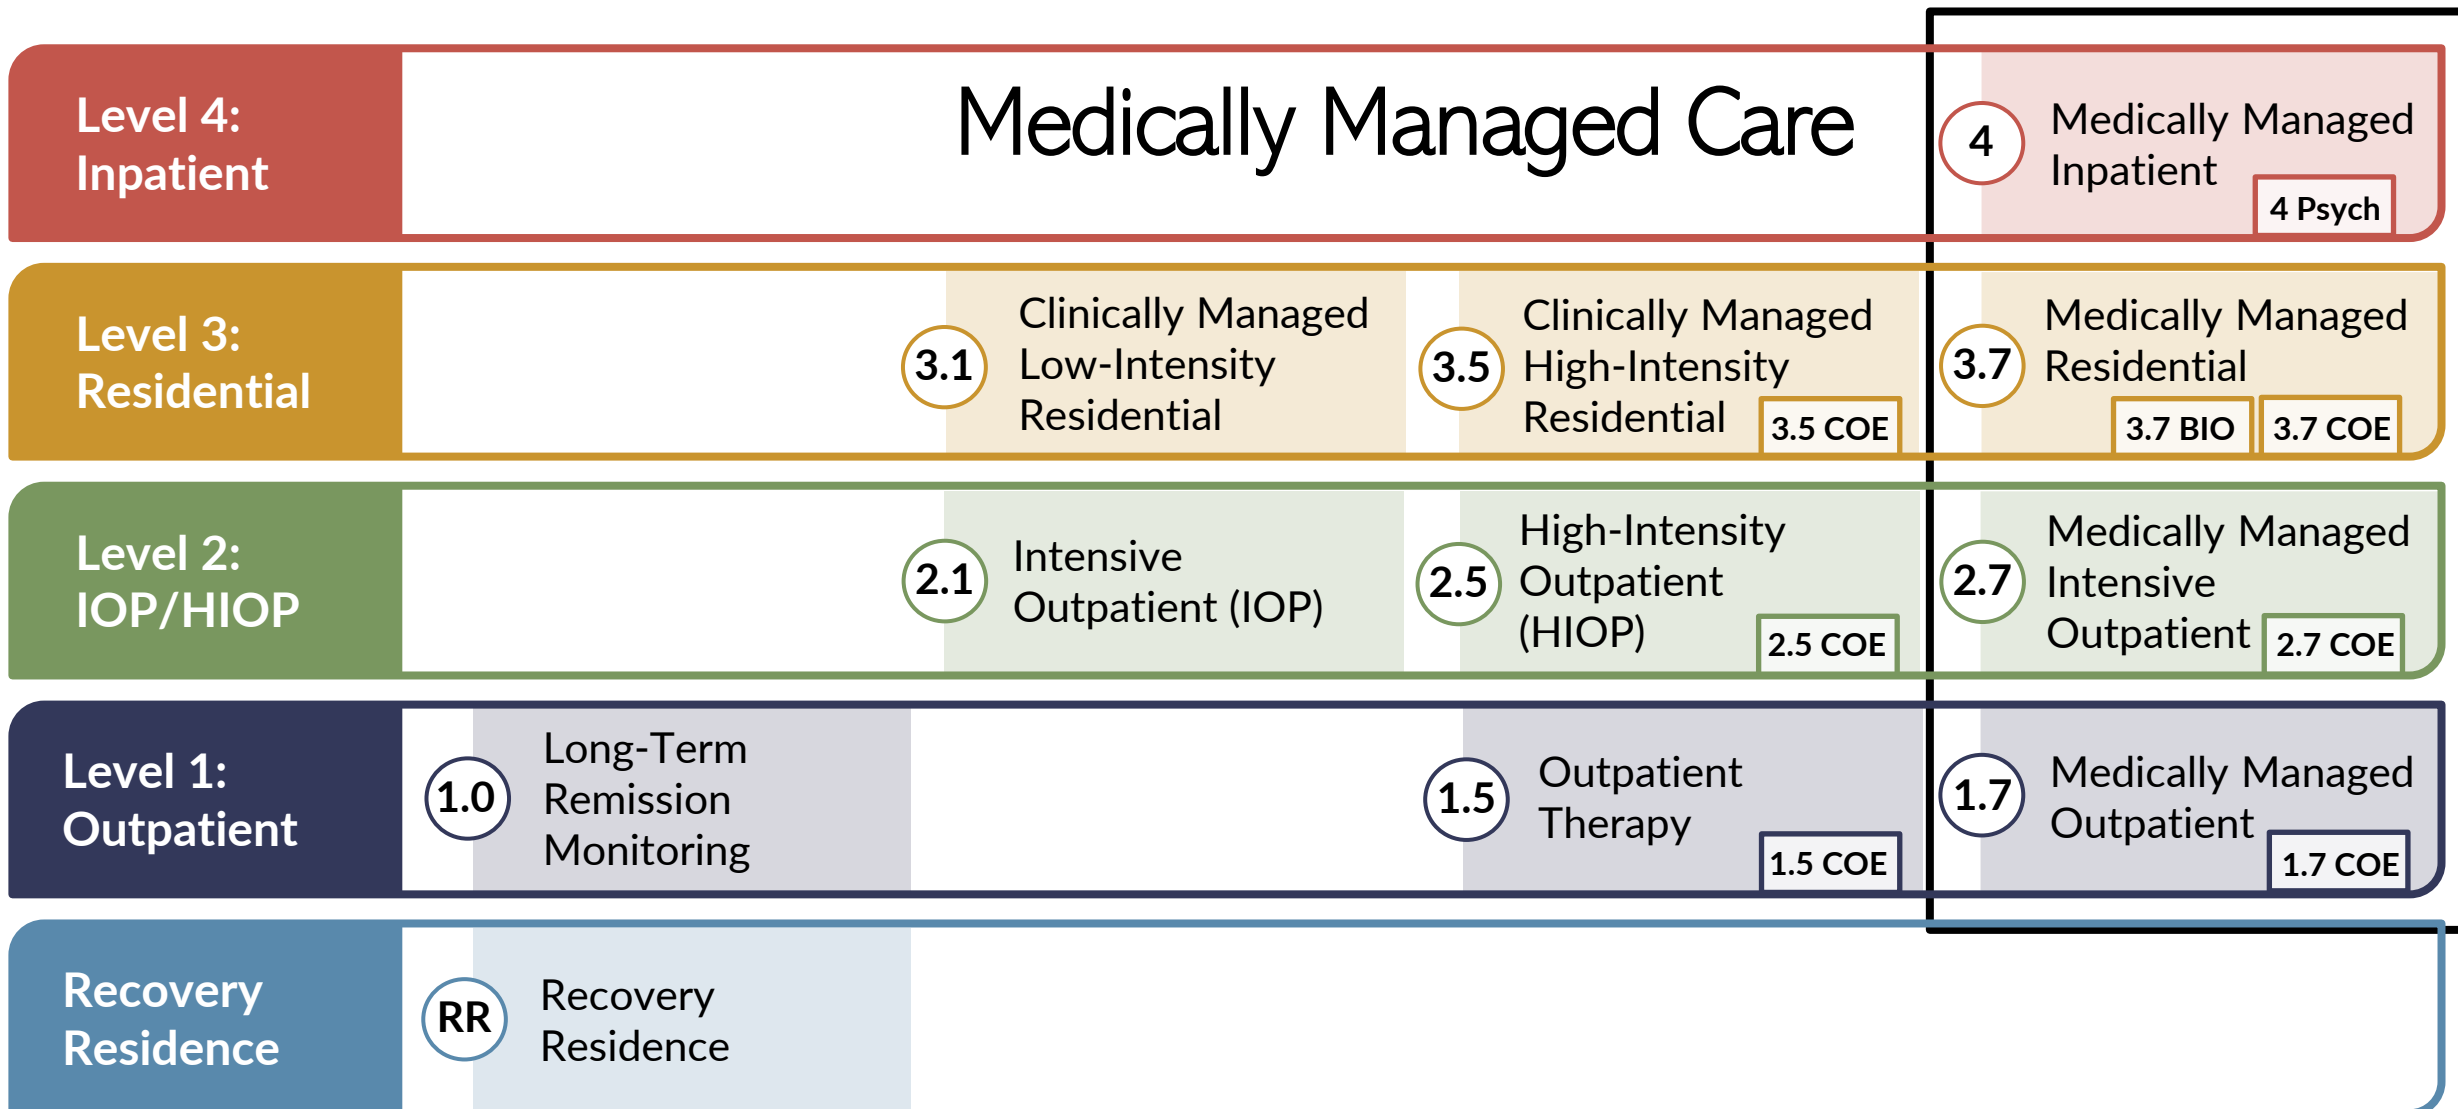 Level 4:
Inpatient
Medically Managed Care
4
Medically Managed
Inpatient
4 Psych
Level 3:
Residential
3.1
Clinically Managed
Low-Intensity
Residential
3.5
Clinically Managed
High-Intensity
Residential
3.5 COE
3.7
Medically Managed
Residential
3.7 BIO
3.7 COE
Level 2:
IOP/HIOP
2.1
Intensive
Outpatient (IOP)
2.5
High-Intensity
Outpatient
(HIOP)
2.5 COE
2.7
Medically Managed
Intensive
Outpatient
2.7 COE
Level 1:
Outpatient
1.0
Long-Term
Remission
Monitoring
1.5
Outpatient
Therapy
1.5 COE
1.7
Medically Managed
Outpatient
1.7 COE
Recovery
Residence
RR
Recovery
Residence